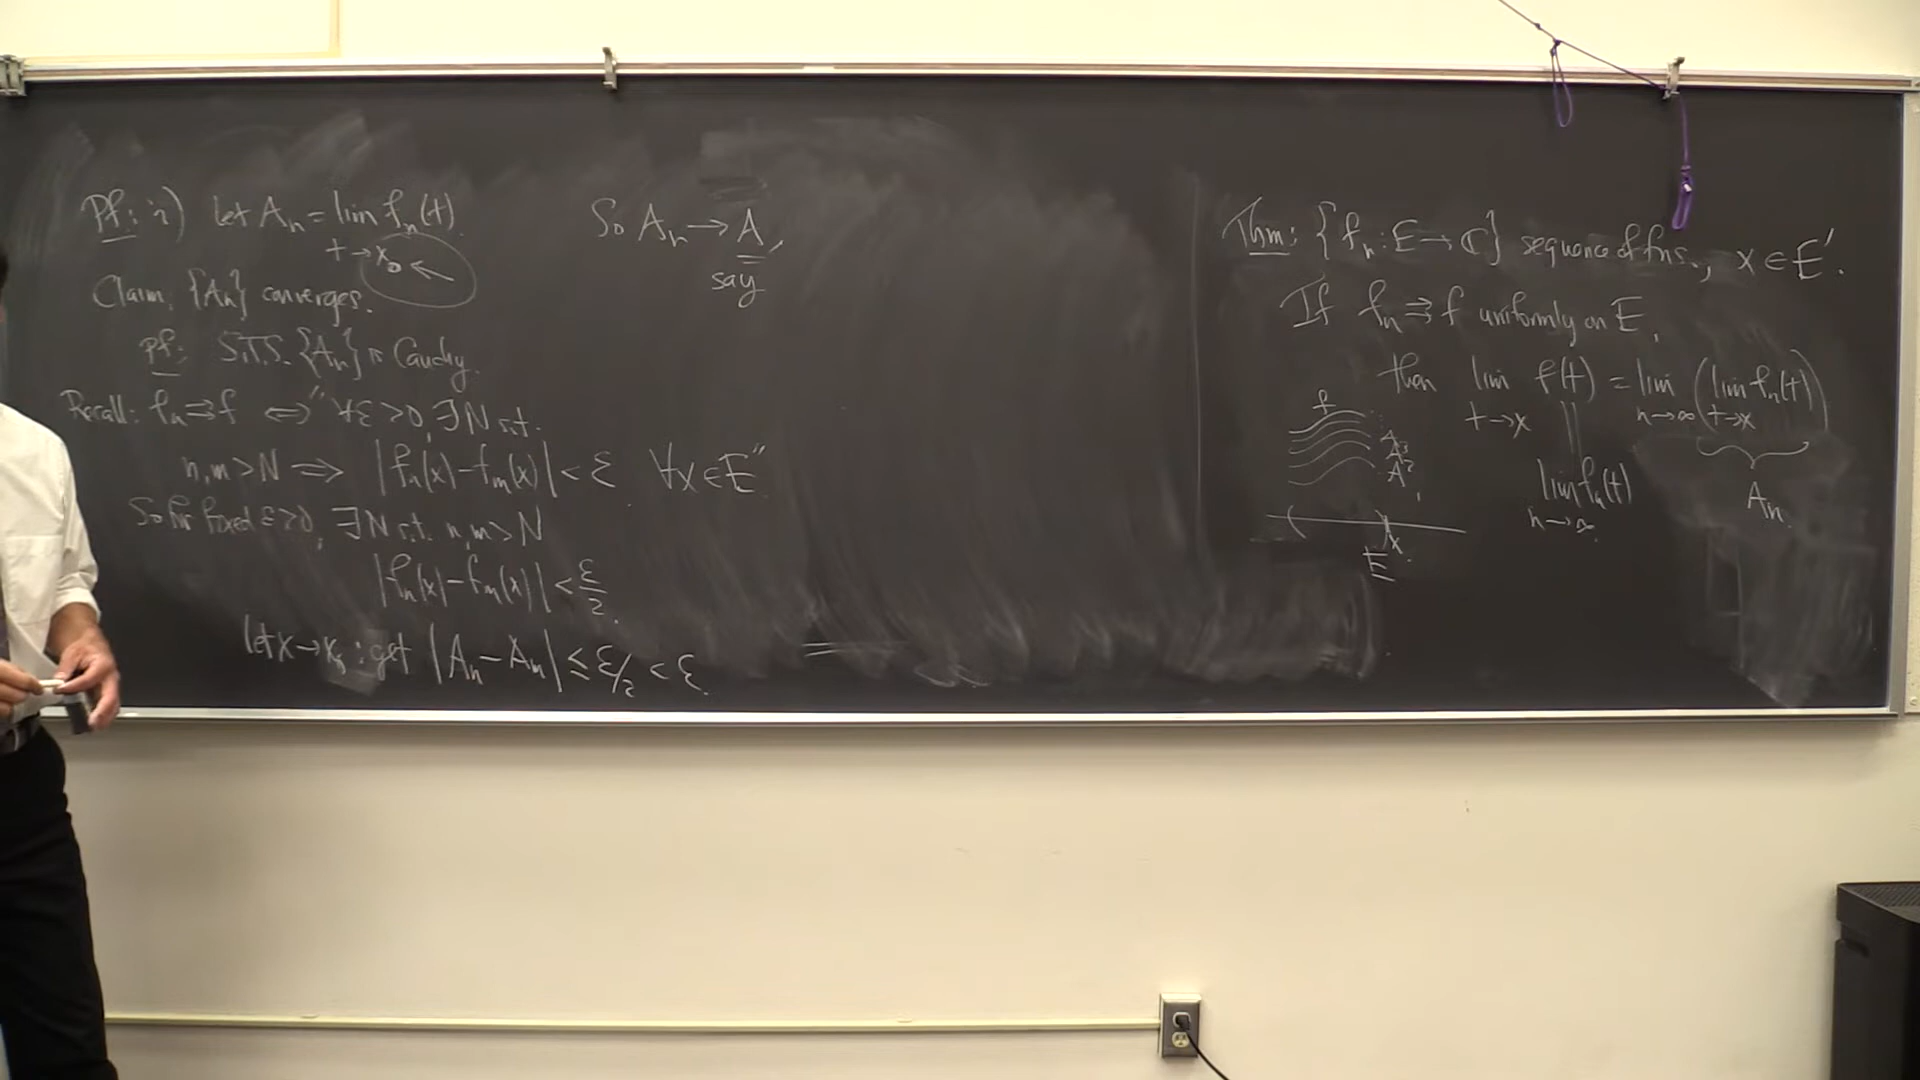 Pf: i) let Aₙ = lim fₙ(t).
t → x₀ ←
Claim: {Aₙ} converges.
pf: S.T.S. {Aₙ} is Cauchy.
Recall: fₙ ⇉ f ⟺ "∀ε > 0, ∃N s.t.
n, m > N ⟹ |fₙ(x) − fₘ(x)| < ε ∀x ∈ E"
So for fixed ε > 0, ∃N s.t. n, m > N
|fₙ(x) − fₘ(x)| < ε/2.
let x → x₀ : get |Aₙ − Aₘ| ≤ ε/2 < ε.
So Aₙ → A,
say
Thm: {fₙ : E → ℂ} sequence of fns., x ∈ E′.
If fₙ ⇉ f uniformly on E,
then lim f(t) = lim (lim fₙ(t))
t → x n → ∞ t → x
||
lim fₙ(t)
n → ∞
Aₙ
f
A₃
A₂
A₁
( ) x
E